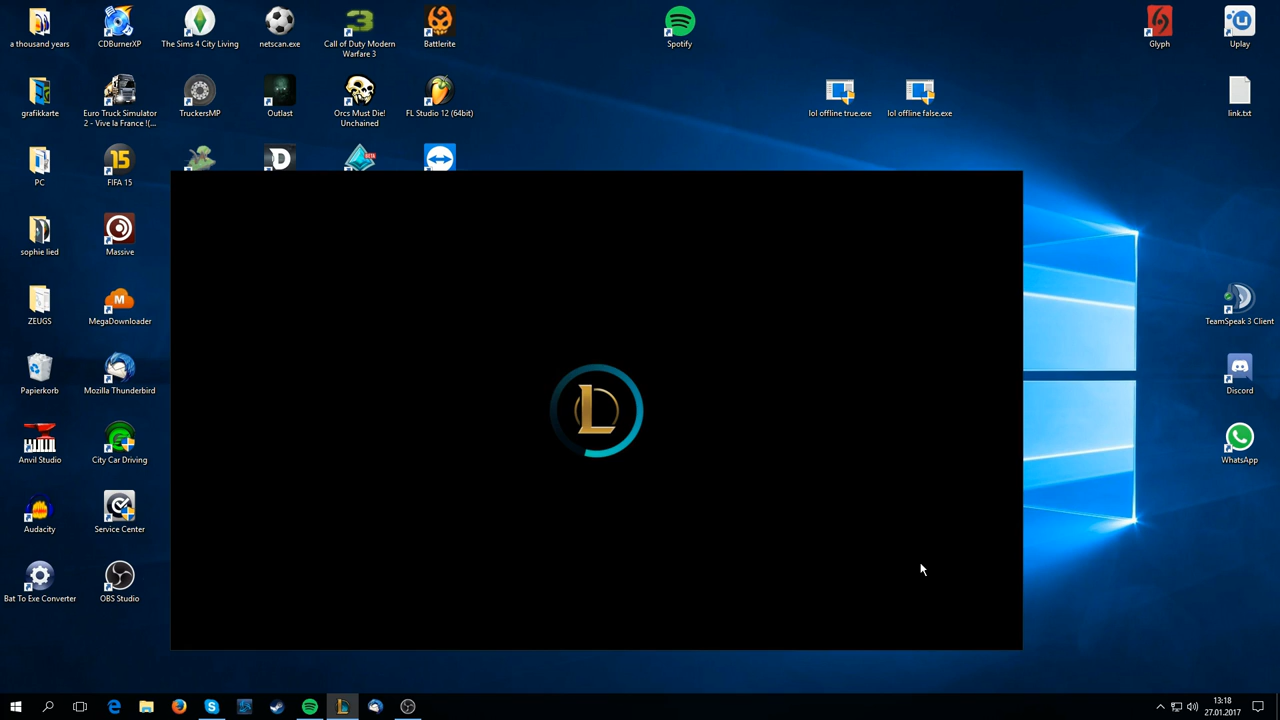 a thousand years
CDBurnerXP
The Sims 4 City Living
netscan.exe
Call of Duty Modern
Warfare 3
Battlerite
Spotify
Glyph
Uplay
grafikkarte
Euro Truck Simulator
2 - Vive la France !(...
TruckersMP
Outlast
Orcs Must Die!
Unchained
FL Studio 12 (64bit)
lol offline true.exe
lol offline false.exe
link.txt
PC
15
FIFA 15
BETA
sophie lied
Massive
ZEUGS
MegaDownloader
TeamSpeak 3 Client
Papierkorb
Mozilla Thunderbird
Discord
Anvil Studio
City Car Driving
WhatsApp
Audacity
Service Center
Bat To Exe Converter
OBS Studio
13:18
27.01.2017